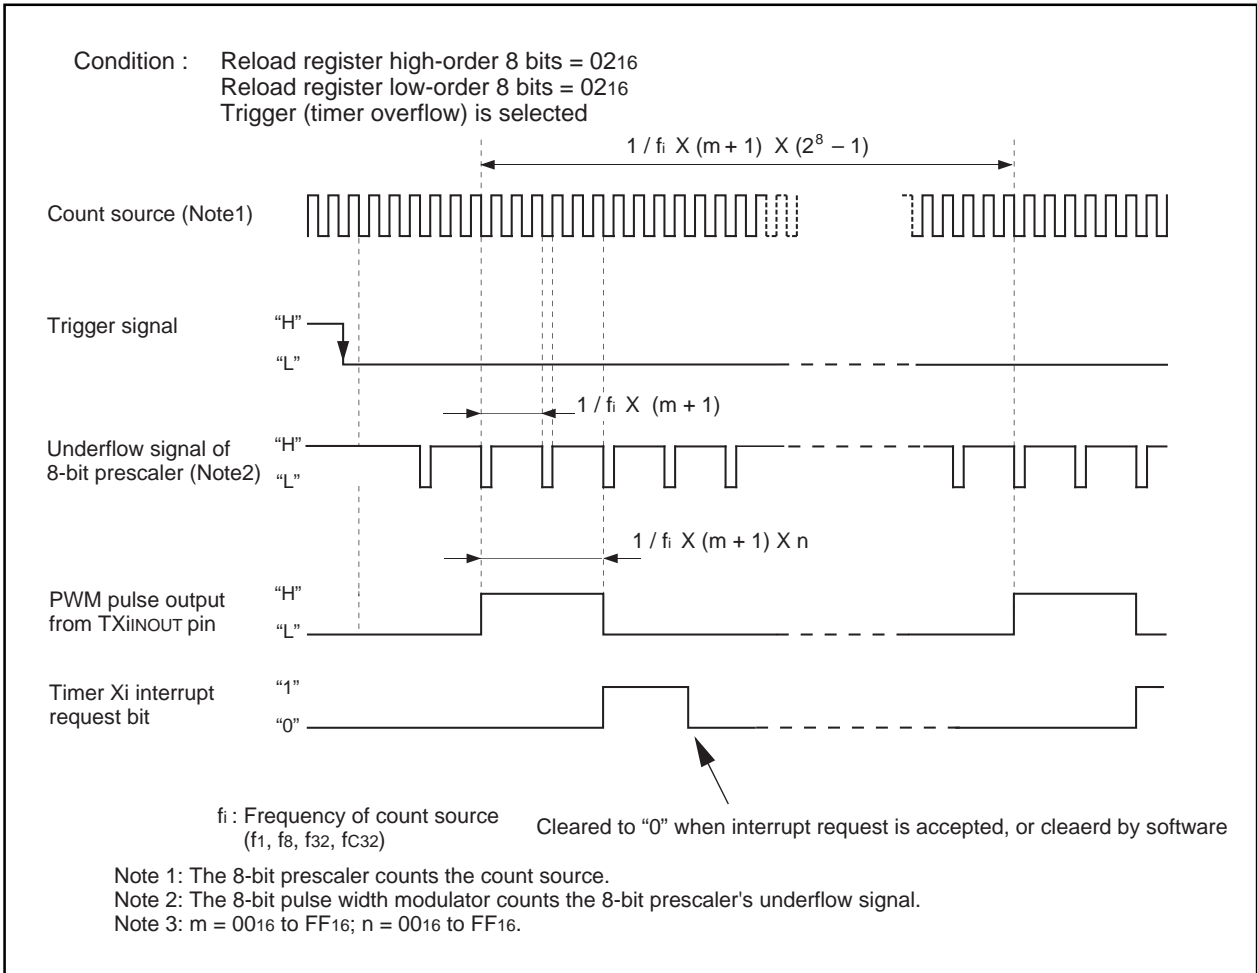 Condition : Reload register high-order 8 bits = 0216
Reload register low-order 8 bits = 0216
Trigger (timer overflow) is selected
1 / fi X (m + 1) X (2⁸ – 1)
Count source (Note1)
Trigger signal
“H”
“L”
1 / fi X (m + 1)
Underflow signal of
8-bit prescaler (Note2)
“H”
“L”
1 / fi X (m + 1) X n
PWM pulse output
from TXiINOUT pin
“H”
“L”
Timer Xi interrupt
request bit
“1”
“0”
fi : Frequency of count source
(f1, f8, f32, fC32)
Cleared to “0” when interrupt request is accepted, or cleaerd by software
Note 1: The 8-bit prescaler counts the count source.
Note 2: The 8-bit pulse width modulator counts the 8-bit prescaler's underflow signal.
Note 3: m = 0016 to FF16; n = 0016 to FF16.